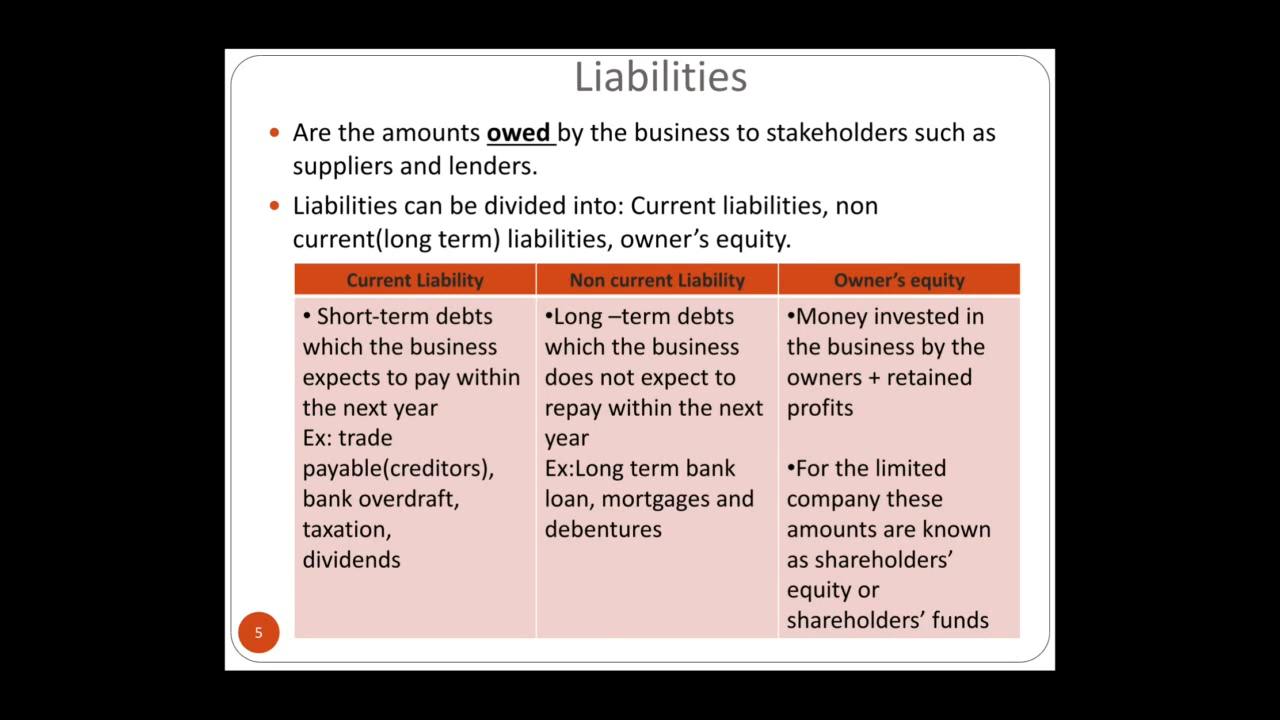 Liabilities
• Are the amounts owed by the business to stakeholders such as
suppliers and lenders.
• Liabilities can be divided into: Current liabilities, non
current(long term) liabilities, owner’s equity.
Current Liability
• Short-term debts
which the business
expects to pay within
the next year
Ex: trade
payable(creditors),
bank overdraft,
taxation,
dividends
Non current Liability
•Long –term debts
which the business
does not expect to
repay within the next
year
Ex:Long term bank
loan, mortgages and
debentures
Owner’s equity
•Money invested in
the business by the
owners + retained
profits
•For the limited
company these
amounts are known
as shareholders’
equity or
shareholders’ funds
5